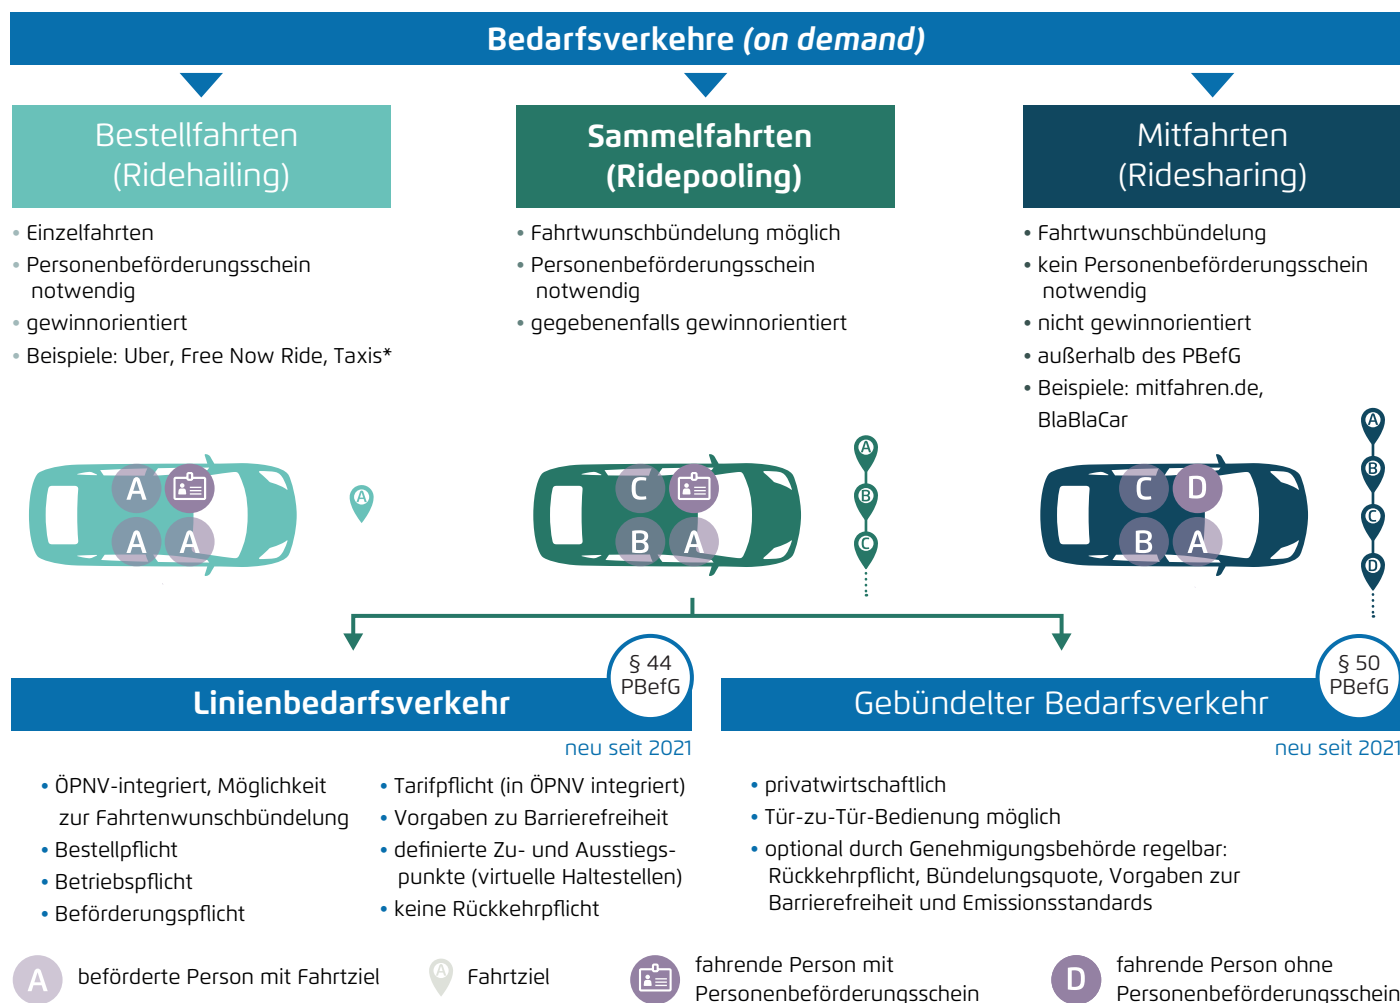 Bedarfsverkehre (on demand)
Bestellfahrten
(Ridehailing)
• Einzelfahrten
• Personenbeförderungsschein
notwendig
• gewinnorientiert
• Beispiele: Uber, Free Now Ride, Taxis*
Sammelfahrten
(Ridepooling)
• Fahrtwunschbündelung möglich
• Personenbeförderungsschein
notwendig
• gegebenenfalls gewinnorientiert
Mitfahrten
(Ridesharing)
• Fahrtwunschbündelung
• kein Personenbeförderungsschein
notwendig
• nicht gewinnorientiert
• außerhalb des PBefG
• Beispiele: mitfahren.de,
BlaBlaCar
A
A A
A
C
B A
A
B
C
C D
B A
A
B
C
D
§ 44
PBefG
Linienbedarfsverkehr
neu seit 2021
• ÖPNV-integriert, Möglichkeit
zur Fahrtenwunschbündelung
• Bestellpflicht
• Betriebspflicht
• Beförderungspflicht
• Tarifpflicht (in ÖPNV integriert)
• Vorgaben zu Barrierefreiheit
• definierte Zu- und Ausstiegs-
punkte (virtuelle Haltestellen)
• keine Rückkehrpflicht
§ 50
PBefG
Gebündelter Bedarfsverkehr
neu seit 2021
• privatwirtschaftlich
• Tür-zu-Tür-Bedienung möglich
• optional durch Genehmigungsbehörde regelbar:
Rückkehrpflicht, Bündelungsquote, Vorgaben zur
Barrierefreiheit und Emissionsstandards
A beförderte Person mit Fahrtziel
A Fahrtziel
fahrende Person mit
Personenbeförderungsschein
D fahrende Person ohne
Personenbeförderungsschein